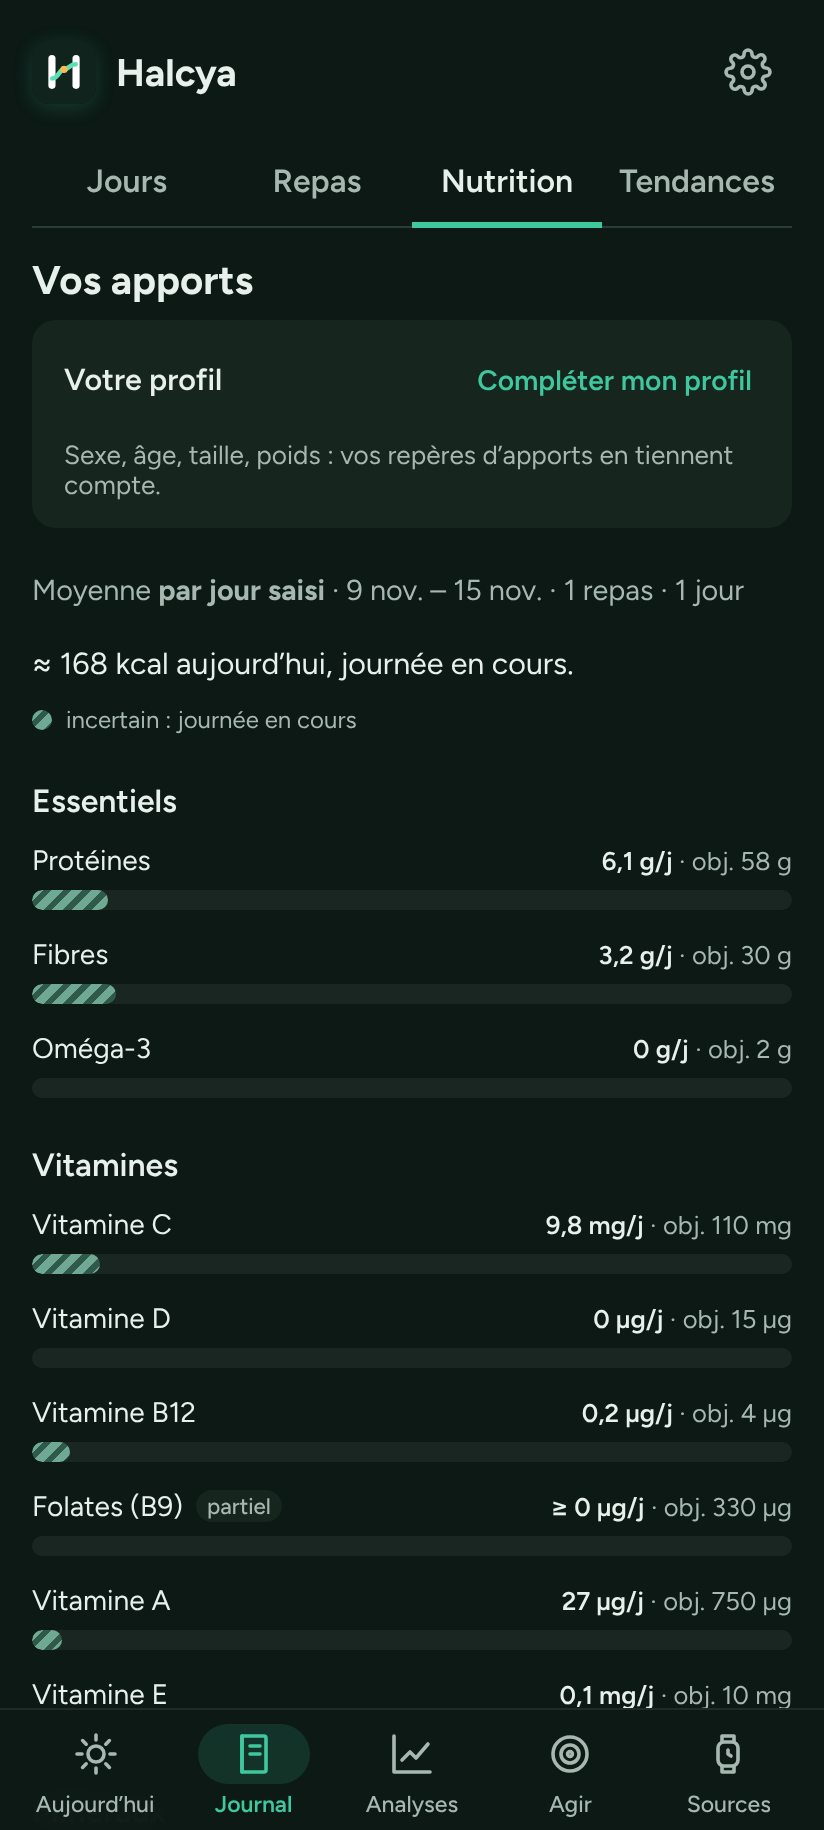 Halcya
Jours Repas Nutrition Tendances
Vos apports
Votre profil Compléter mon profil
Sexe, âge, taille, poids : vos repères d’apports en tiennent
compte.
Moyenne par jour saisi · 9 nov. – 15 nov. · 1 repas · 1 jour
≈ 168 kcal aujourd’hui, journée en cours.
incertain : journée en cours
Essentiels
Protéines 6,1 g/j · obj. 58 g
Fibres 3,2 g/j · obj. 30 g
Oméga-3 0 g/j · obj. 2 g
Vitamines
Vitamine C 9,8 mg/j · obj. 110 mg
Vitamine D 0 µg/j · obj. 15 µg
Vitamine B12 0,2 µg/j · obj. 4 µg
Folates (B9) partiel ≥ 0 µg/j · obj. 330 µg
Vitamine A 27 µg/j · obj. 750 µg
Vitamine E 0,1 mg/j · obj. 10 mg
Aujourd’hui Journal Analyses Agir Sources